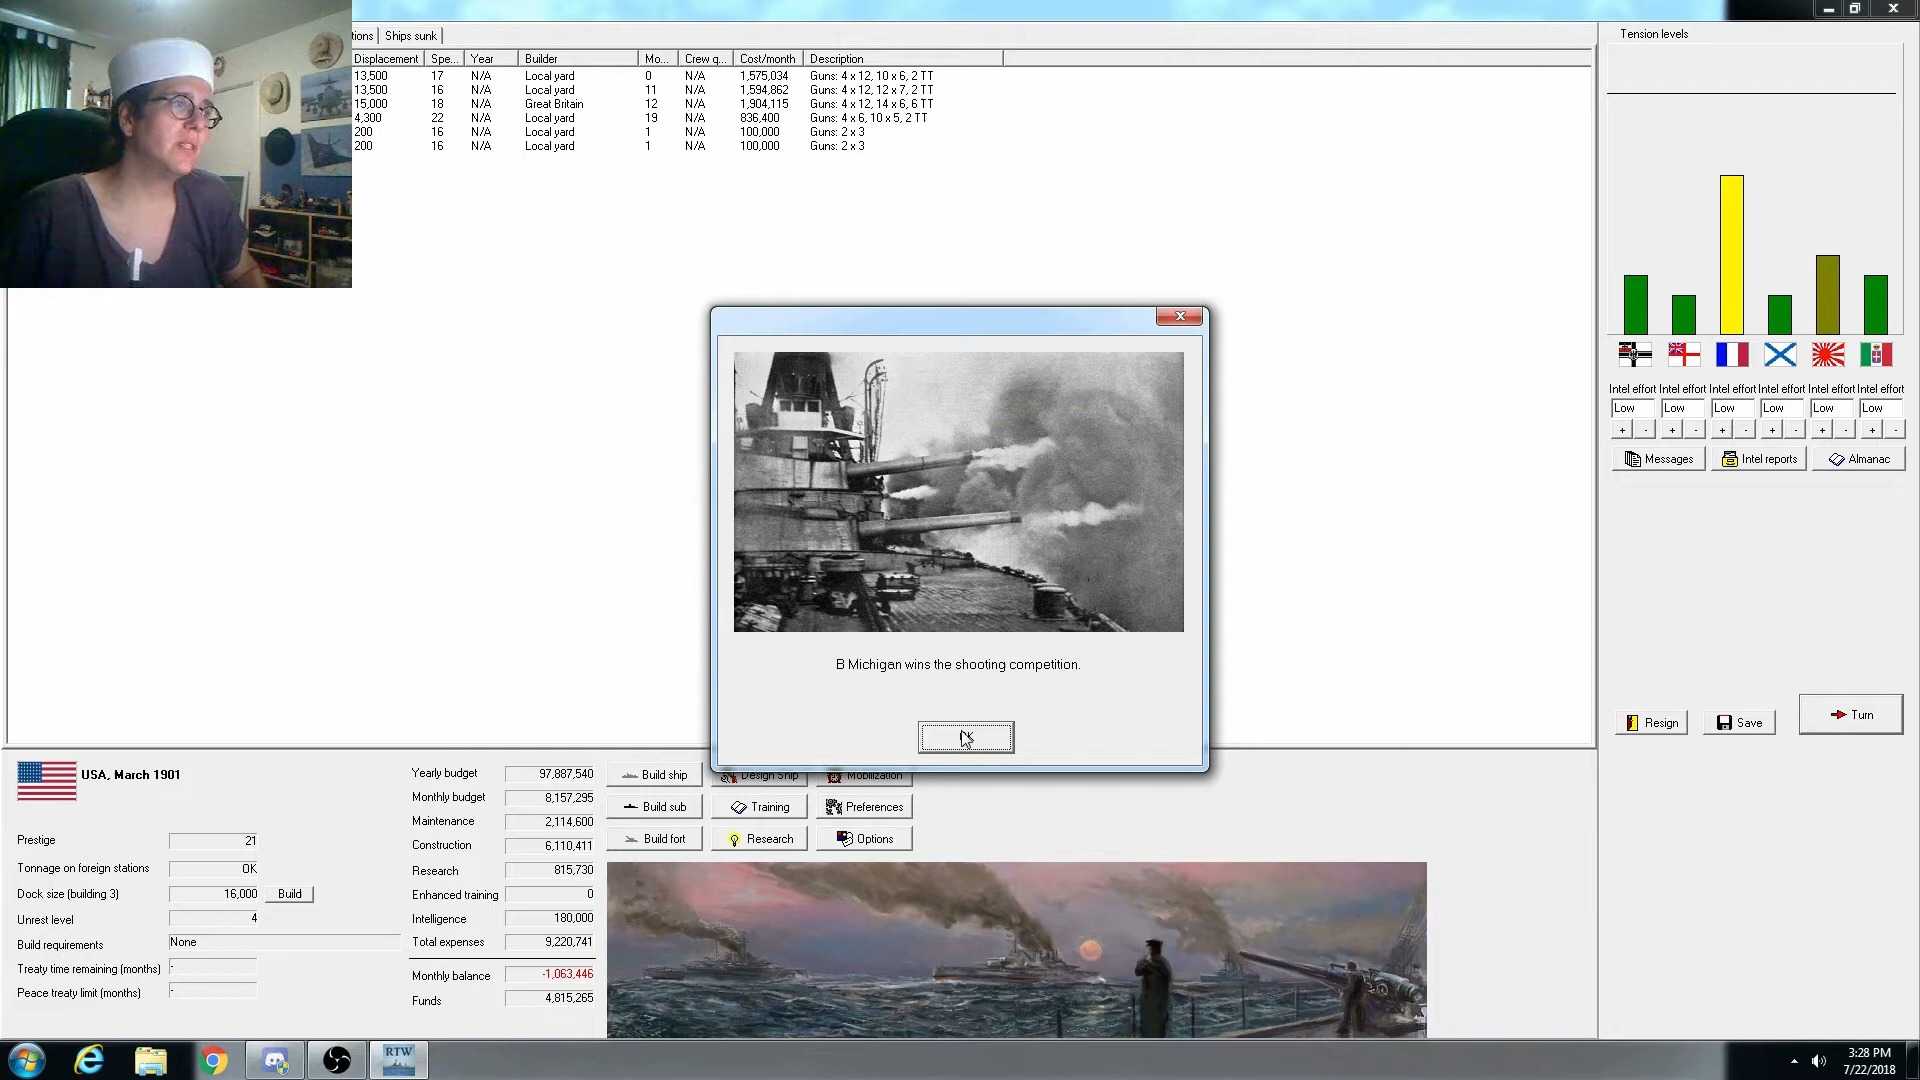 tions Ships sunk
Displacement Spe... Year Builder Mo... Crew q... Cost/month Description
13,500 17 N/A Local yard 0 N/A 1,575,034 Guns: 4 x 12, 10 x 6, 2 TT
13,500 16 N/A Local yard 11 N/A 1,594,862 Guns: 4 x 12, 12 x 7, 2 TT
15,000 18 N/A Great Britain 12 N/A 1,904,115 Guns: 4 x 12, 14 x 6, 6 TT
4,300 22 N/A Local yard 19 N/A 836,400 Guns: 4 x 6, 10 x 5, 2 TT
200 16 N/A Local yard 1 N/A 100,000 Guns: 2 x 3
200 16 N/A Local yard 1 N/A 100,000 Guns: 2 x 3
Tension levels
Intel effort Intel effort Intel effort Intel effort Intel effort Intel effort
Low Low Low Low Low Low
+ - + - + - + - + - + -
Messages Intel reports Almanac
B Michigan wins the shooting competition.
Resign Save Turn
USA, March 1901
Prestige 21
Tonnage on foreign stations OK
Dock size (building 3) 16,000 Build
Unrest level 4
Build requirements None
Treaty time remaining (months) -
Peace treaty limit (months) -
Yearly budget 97,887,540
Monthly budget 8,157,295
Maintenance 2,114,600
Construction 6,110,411
Research 815,730
Enhanced training 0
Intelligence 180,000
Total expenses 9,220,741
Monthly balance -1,063,446
Funds 4,815,265
Build ship Design Ship Mobilization
Build sub Training Preferences
Build fort Research Options
RTW
3:28 PM
7/22/2018